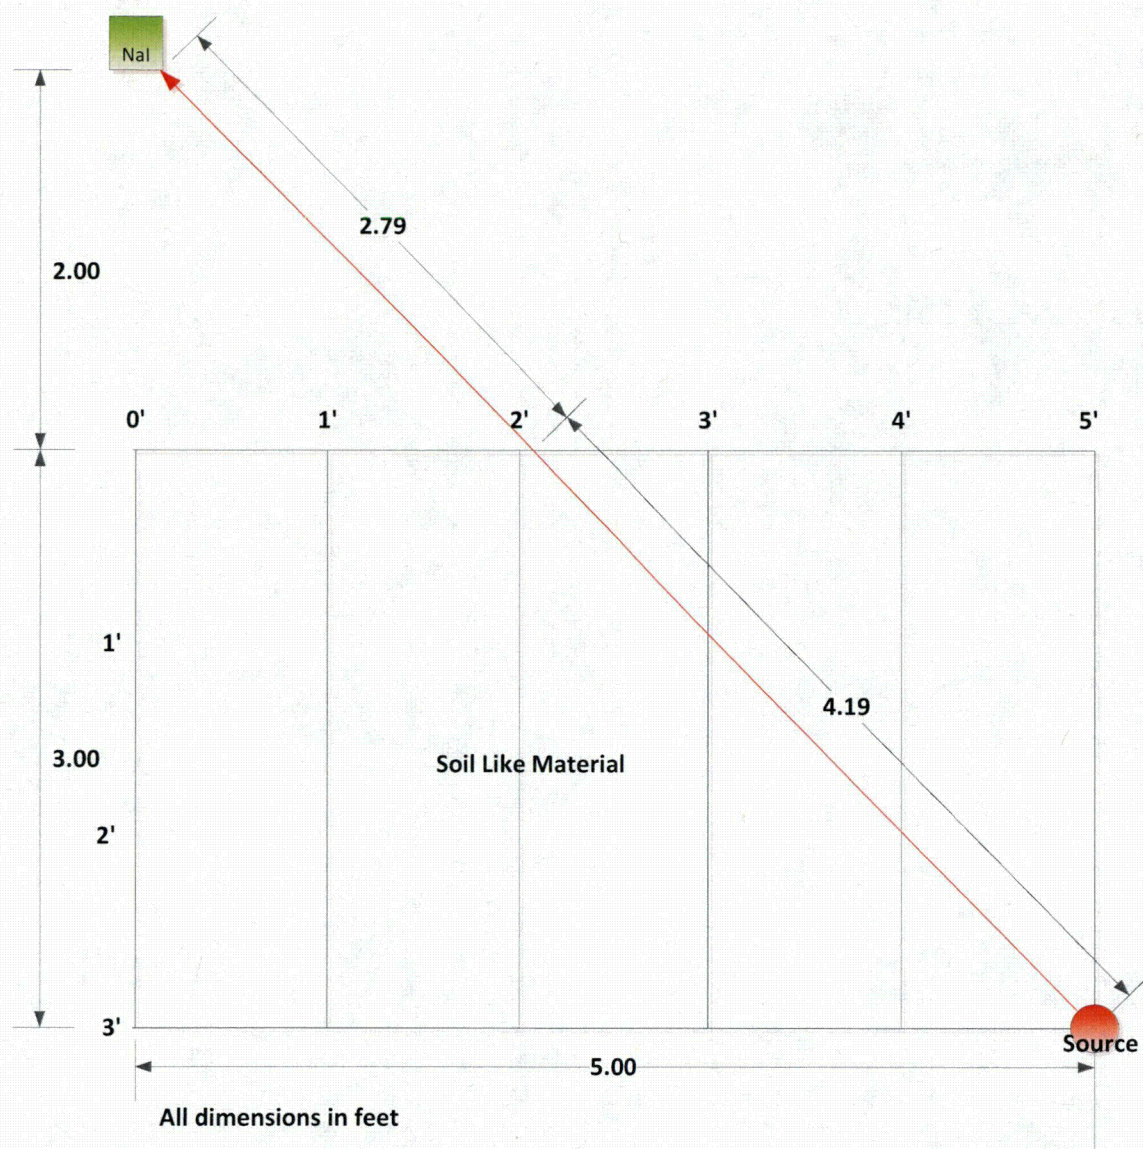 NaI
2.79
2.00
0' 1' 2' 3' 4' 5'
1'
4.19
3.00
Soil Like Material
2'
3'
Source
5.00
All dimensions in feet